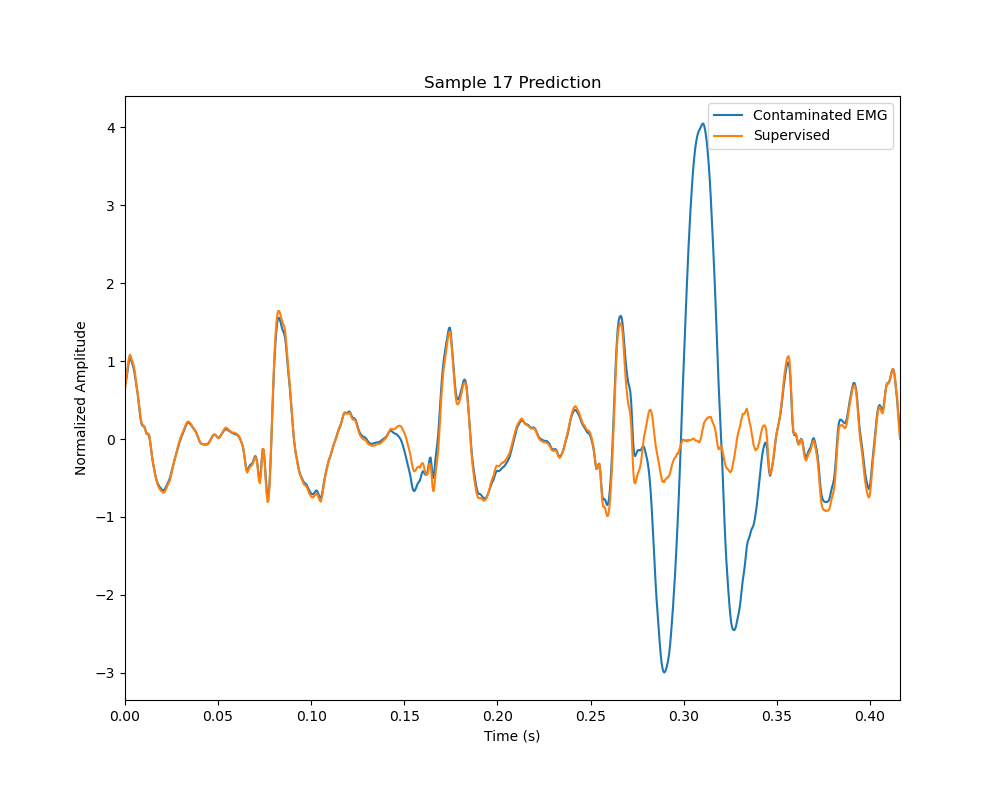 Sample 17 Prediction
Contaminated EMG
Supervised
Normalized Amplitude
4
3
2
1
0
−1
−2
−3
0.00 0.05 0.10 0.15 0.20 0.25 0.30 0.35 0.40
Time (s)